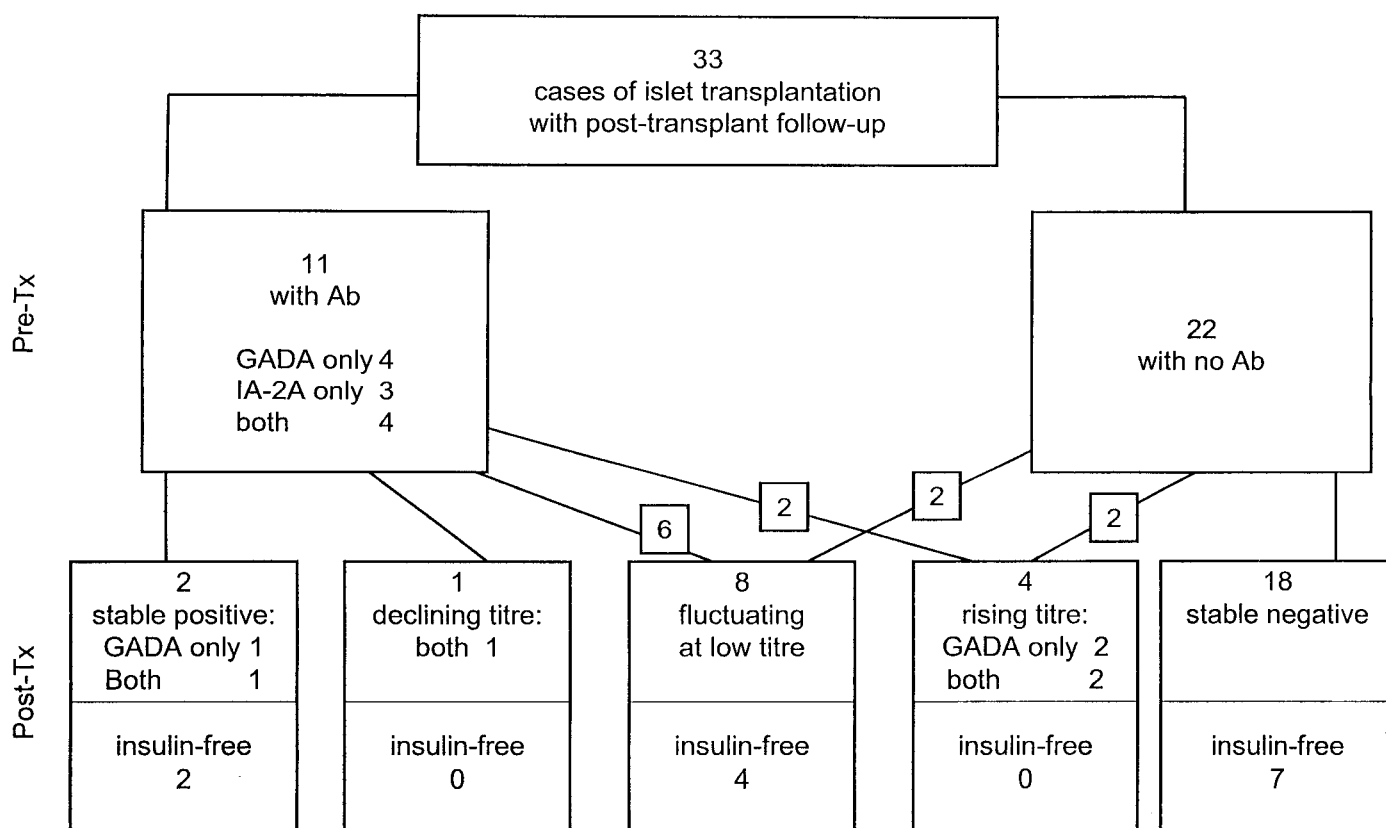 33
cases of islet transplantation
with post-transplant follow-up
Pre-Tx
11
with Ab
GADA only 4
IA-2A only 3
both 4
22
with no Ab
6
2
2
2
Post-Tx
2
stable positive:
GADA only 1
Both 1
insulin-free
2
1
declining titre:
both 1
insulin-free
0
8
fluctuating
at low titre
insulin-free
4
4
rising titre:
GADA only 2
both 2
insulin-free
0
18
stable negative
insulin-free
7